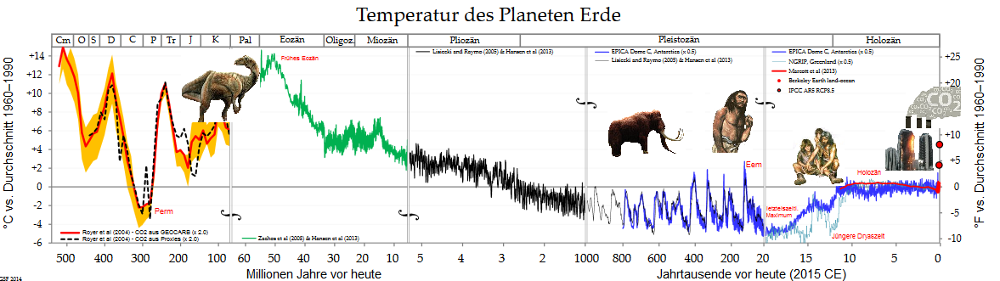 Temperatur des Planeten Erde
Cm O S D C P Tr J K Pal Eozän Oligoz. Miozän Pliozän Pleistozän Holozän
°C vs. Durchschnitt 1960–1990
+14
+12
+10
+8
+6
+4
+2
0
-2
-4
-6
Frühes Eozän
Perm
Royer et al (2004) - CO2 aus GEOCARB (x 2.0)
Royer et al (2004) - CO2 aus Proxies (x 2.0)
Zachos et al (2008) & Hansen et al (2013)
Lisiecki and Raymo (2005) & Hansen et al (2013)
EPICA Dome C, Antarctica (x 0.5)
Lisiecki and Raymo (2005) & Hansen et al (2013)
EPICA Dome C, Antarctica (x 0.5)
NGRIP, Greenland (x 0.5)
Marcott et al (2013)
Berkeley Earth land-ocean
IPCC AR5 RCP8.5
CO2
Eem
Holozän
letzteiszeitl.
Maximum
Jüngere Dryaszeit
+25
+20
+15
+10
+5
0
-5
-10
°F vs. Durchschnitt 1960–1990
500 400 300 200 100 60 50 40 30 20 10 5 4 3 2 1000 800 600 400 200 20 15 10 5 0
Millionen Jahre vor heute
Jahrtausende vor heute (2015 CE)
GSF 2014